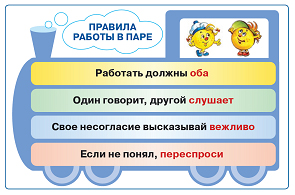 ПРАВИЛА
РАБОТЫ В ПАРЕ
Работать должны оба
Один говорит, другой слушает
Свое несогласие высказывай вежливо
Если не понял, переспроси